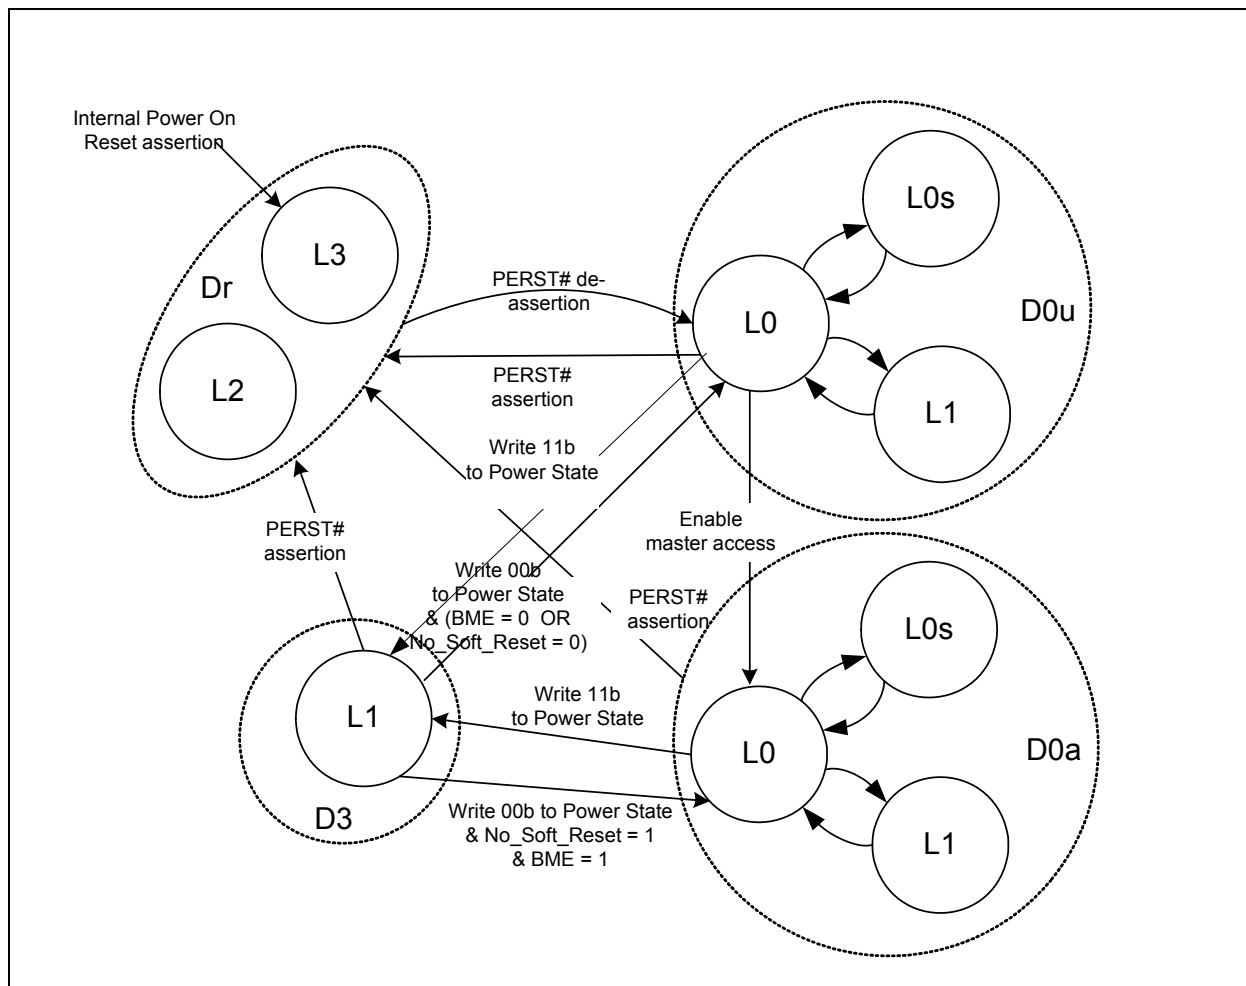 Internal Power On
Reset assertion
L3
Dr
L2
PERST# de-
assertion
PERST#
assertion
L0s
L0
D0u
L1
Write 11b
to Power State
PERST#
assertion
Enable
master access
Write 00b
to Power State
& (BME = 0 OR
No_Soft_Reset = 0)
PERST#
assertion
L0s
L1
D3
Write 11b
to Power State
L0
D0a
L1
Write 00b to Power State
& No_Soft_Reset = 1
& BME = 1